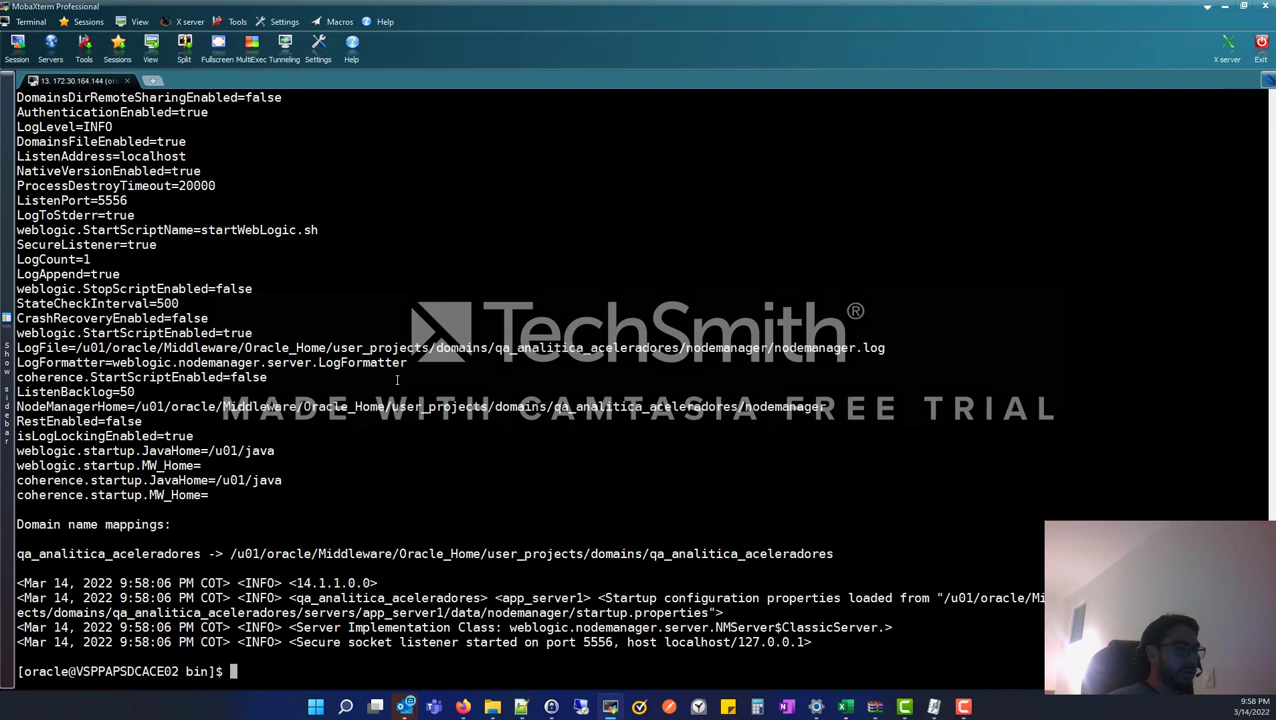 MobaXterm Professional
Terminal Sessions View X server Tools Settings Macros Help
Session Servers Tools Sessions View Split Fullscreen MultiExec Tunneling Settings Help X server Exit
13. 172.30.164.144 (or
Show sidebar
DomainsDirRemoteSharingEnabled=false
AuthenticationEnabled=true
LogLevel=INFO
DomainsFileEnabled=true
ListenAddress=localhost
NativeVersionEnabled=true
ProcessDestroyTimeout=20000
ListenPort=5556
LogToStderr=true
weblogic.StartScriptName=startWebLogic.sh
SecureListener=true
LogCount=1
LogAppend=true
weblogic.StopScriptEnabled=false
StateCheckInterval=500
CrashRecoveryEnabled=false
weblogic.StartScriptEnabled=true
LogFile=/u01/oracle/Middleware/Oracle_Home/user_projects/domains/qa_analitica_aceleradores/nodemanager/nodemanager.log
LogFormatter=weblogic.nodemanager.server.LogFormatter
coherence.StartScriptEnabled=false
ListenBacklog=50
NodeManagerHome=/u01/oracle/Middleware/Oracle_Home/user_projects/domains/qa_analitica_aceleradores/nodemanager
RestEnabled=false
isLogLockingEnabled=true
weblogic.startup.JavaHome=/u01/java
weblogic.startup.MW_Home=
coherence.startup.JavaHome=/u01/java
coherence.startup.MW_Home=
Domain name mappings:
qa_analitica_aceleradores -> /u01/oracle/Middleware/Oracle_Home/user_projects/domains/qa_analitica_aceleradores
<Mar 14, 2022 9:58:06 PM COT> <INFO> <14.1.1.0.0>
<Mar 14, 2022 9:58:06 PM COT> <INFO> <qa_analitica_aceleradores> <app_server1> <Startup configuration properties loaded from "/u01/oracle/Mi
ects/domains/qa_analitica_aceleradores/servers/app_server1/data/nodemanager/startup.properties">
<Mar 14, 2022 9:58:06 PM COT> <INFO> <Server Implementation Class: weblogic.nodemanager.server.NMServer$ClassicServer.>
<Mar 14, 2022 9:58:06 PM COT> <INFO> <Secure socket listener started on port 5556, host localhost/127.0.0.1>
[oracle@VSPPAPSDCACE02 bin]$
TechSmith®
MADE WITH CAMTASIA FREE TRIAL
9:58 PM
3/14/2022